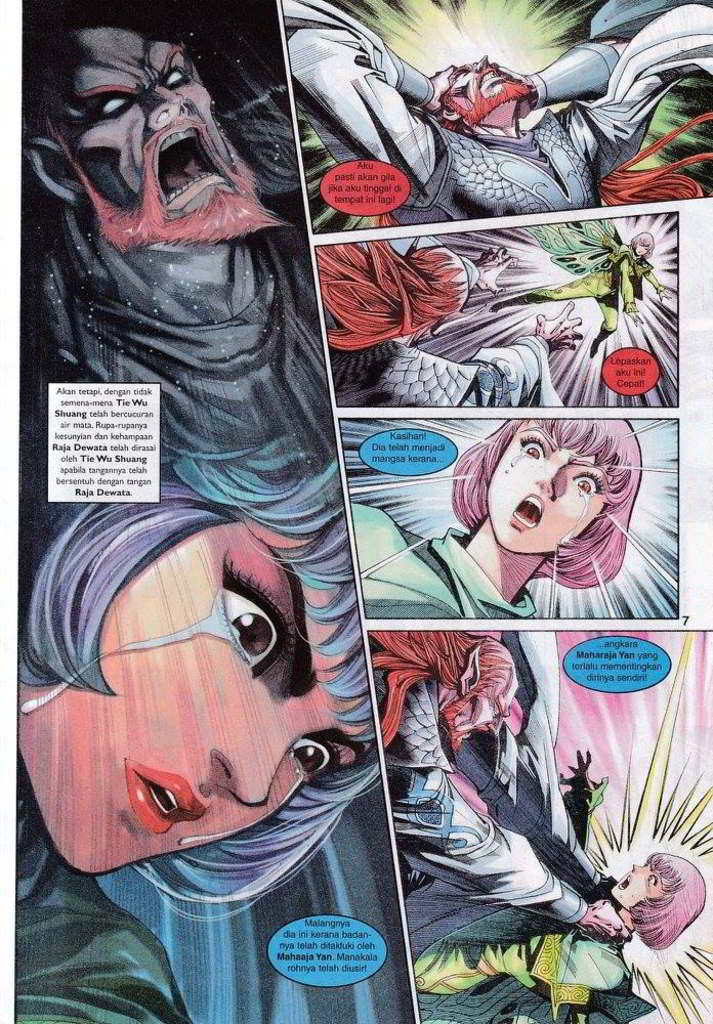 Akan tetapi, dengan tidak
semena-mena Tie Wu
Shuang telah bercucuran
air mata. Rupa-rupanya
kesunyian dan kehampaan
Raja Dewata telah dirasai
oleh Tie Wu Shuang
apabila tangannya telah
bersentuh dengan tangan
Raja Dewata.
Malangnya
dia ini kerana badan-
nya telah ditakluki oleh
Mahaaja Yan. Manakala
rohnya telah diusir!
Aku
pasti akan gila
jika aku tinggal di
tempat ini lagi!
Lepaskan
aku ini!
Cepat!
Kasihan!
Dia telah menjadi
mangsa kerana...
7
...angkara
Maharaja Yan yang
terlalu mementingkan
dirinya sendiri!